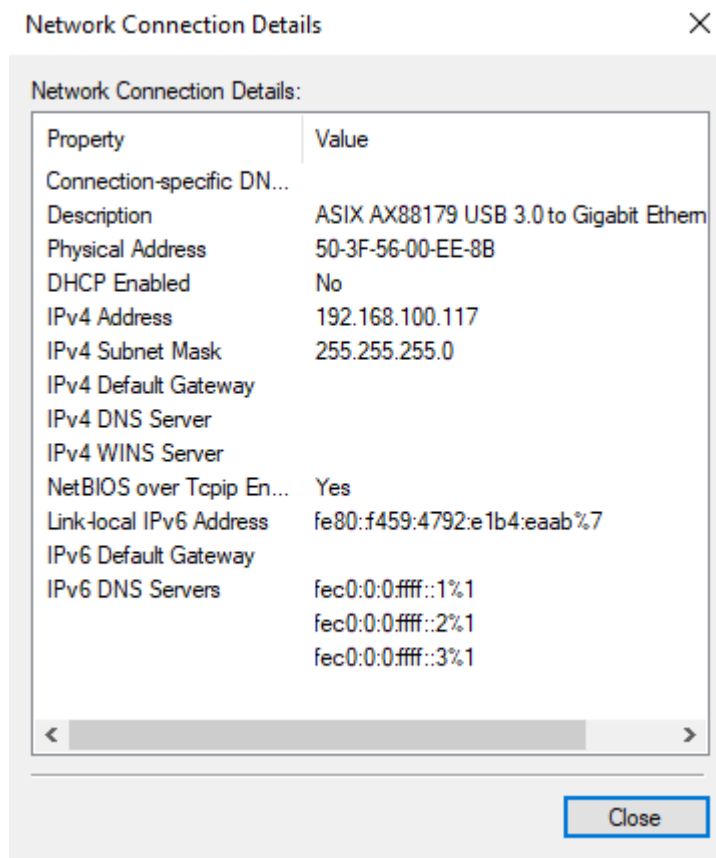 Network Connection Details
Network Connection Details:
Property Value
Connection-specific DN...
Description ASIX AX88179 USB 3.0 to Gigabit Ethern
Physical Address 50-3F-56-00-EE-8B
DHCP Enabled No
IPv4 Address 192.168.100.117
IPv4 Subnet Mask 255.255.255.0
IPv4 Default Gateway
IPv4 DNS Server
IPv4 WINS Server
NetBIOS over Tcpip En... Yes
Link-local IPv6 Address fe80::f459:4792:e1b4:eaab%7
IPv6 Default Gateway
IPv6 DNS Servers fec0:0:0:ffff::1%1
fec0:0:0:ffff::2%1
fec0:0:0:ffff::3%1
Close